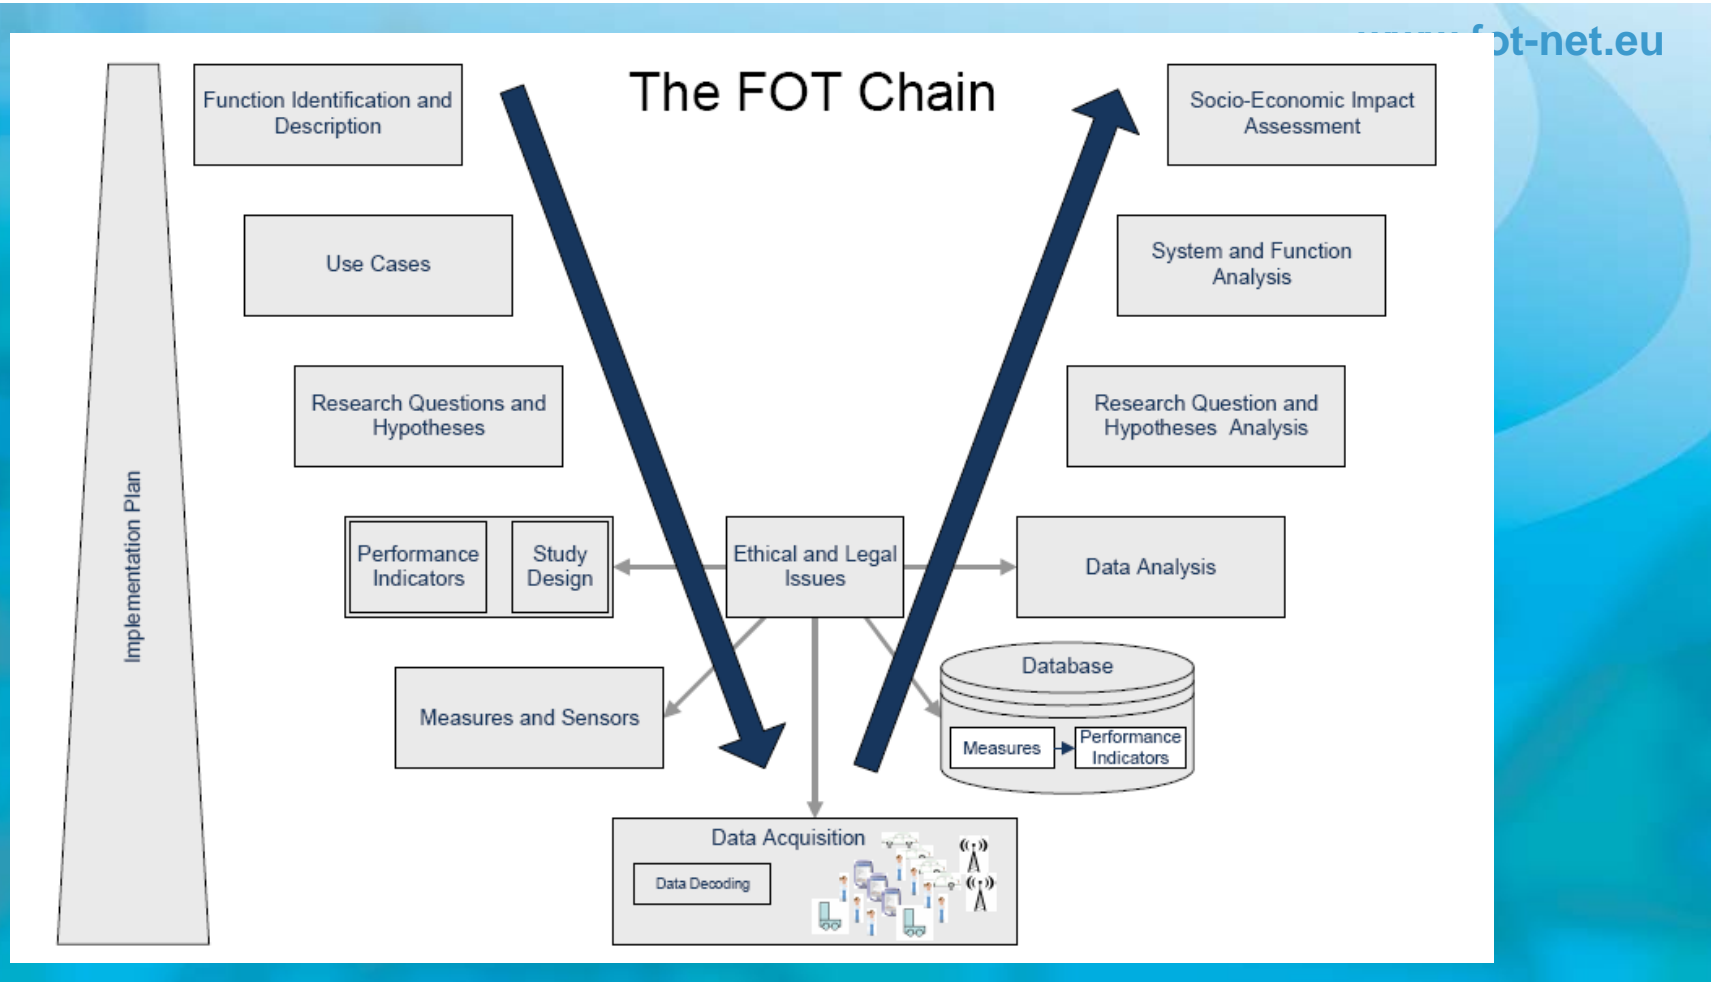 ot-net.eu
The FOT Chain
Function Identification and
Description
Use Cases
Research Questions and
Hypotheses
Performance
Indicators
Study
Design
Measures and Sensors
Implementation Plan
Ethical and Legal
Issues
Data Acquisition
Data Decoding
Socio-Economic Impact
Assessment
System and Function
Analysis
Research Question and
Hypotheses Analysis
Data Analysis
Database
Measures
Performance
Indicators